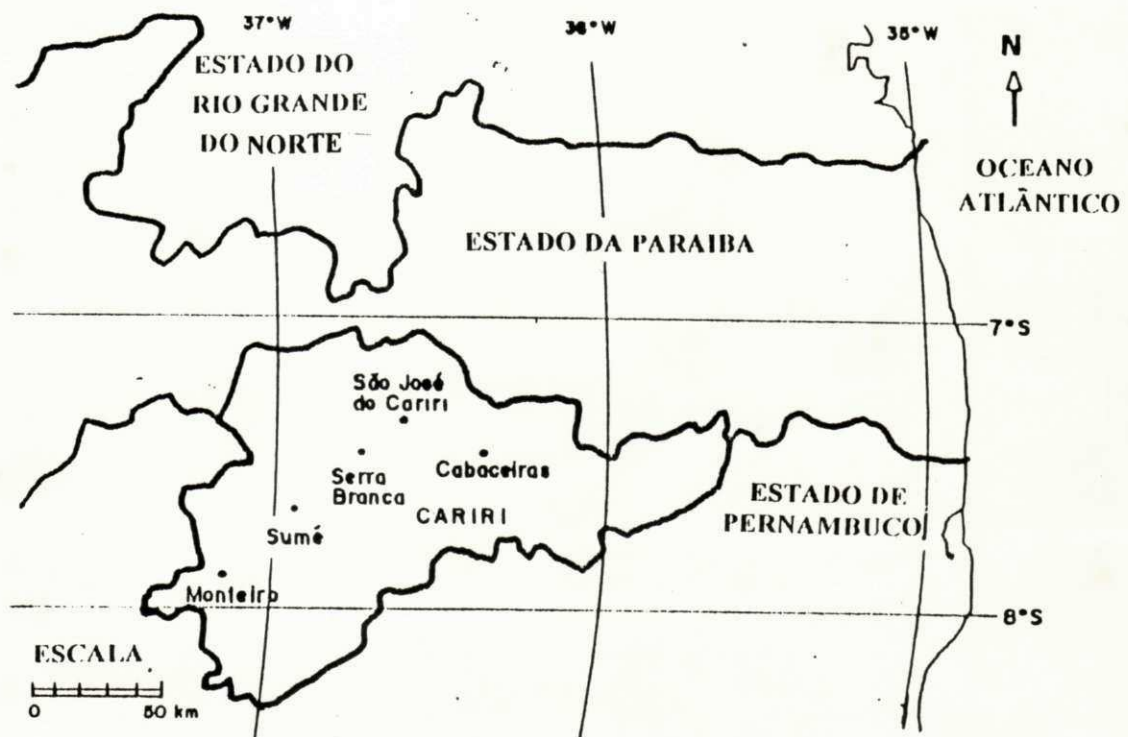 37°W
36°W
35°W
N
ESTADO DO
RIO GRANDE
DO NORTE
OCEANO
ATLÂNTICO
ESTADO DA PARAIBA
7°S
São José
do Cariri
Serra
Branca
Cabaceiras
CARIRI
Sumé
ESTADO DE
PERNAMBUCO
Monteiro
8°S
ESCALA
0
50 km